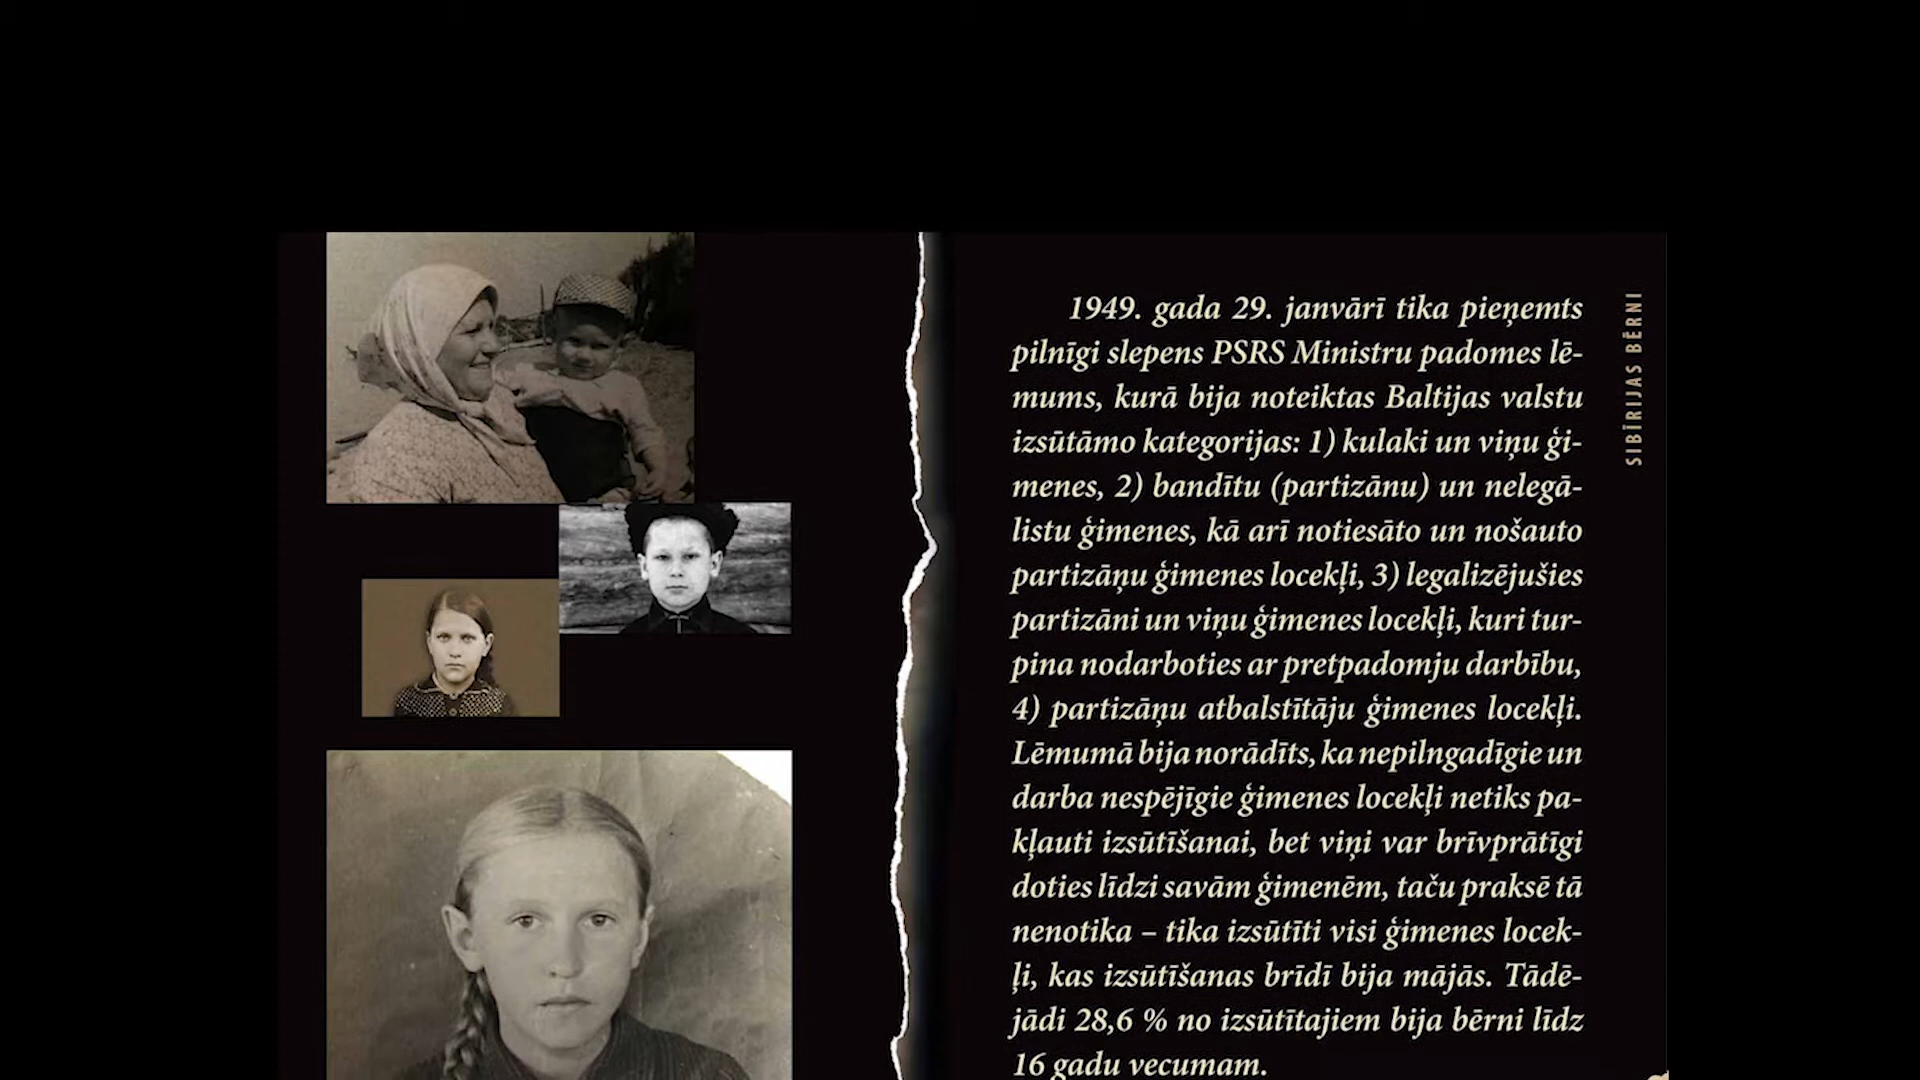 1949. gada 29. janvārī tika pieņemts
pilnīgi slepens PSRS Ministru padomes lē-
mums, kurā bija noteiktas Baltijas valstu
izsūtāmo kategorijas: 1) kulaki un viņu ģi-
menes, 2) bandītu (partizānu) un nelegā-
listu ģimenes, kā arī notiesāto un nošauto
partizāņu ģimenes locekļi, 3) legalizējušies
partizāni un viņu ģimenes locekļi, kuri tur-
pina nodarboties ar pretpadomju darbību,
4) partizāņu atbalstītāju ģimenes locekļi.
Lēmumā bija norādīts, ka nepilngadīgie un
darba nespējīgie ģimenes locekļi netiks pa-
kļauti izsūtīšanai, bet viņi var brīvprātīgi
doties līdzi savām ģimenēm, taču praksē tā
nenotika – tika izsūtīti visi ģimenes locek-
ļi, kas izsūtīšanas brīdī bija mājās. Tādē-
jādi 28,6 % no izsūtītajiem bija bērni līdz
16 gadu vecumam.
SIBĪRIJAS BĒRNI